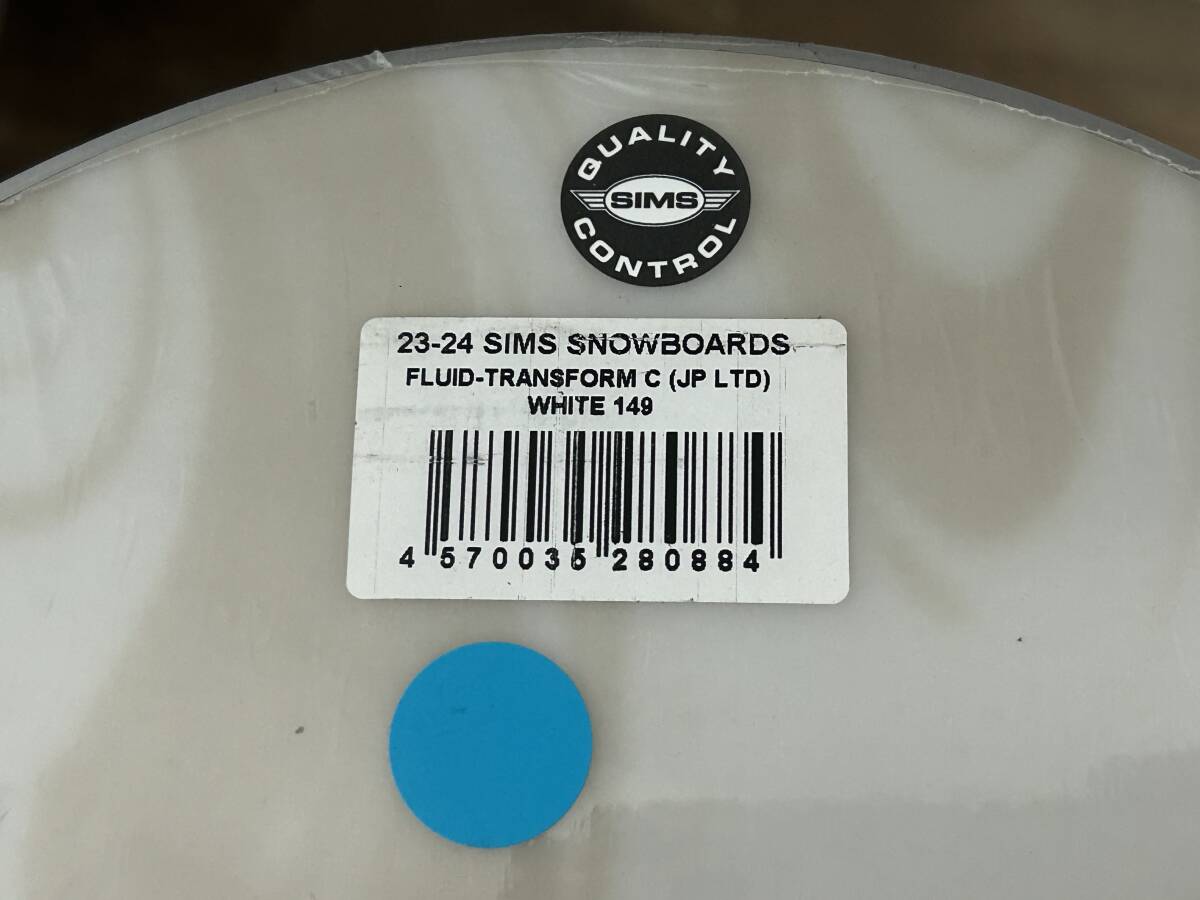 QUALITY
SIMS
CONTROL
23-24 SIMS SNOWBOARDS
FLUID-TRANSFORM C (JP LTD)
WHITE 149
4 570035 280884